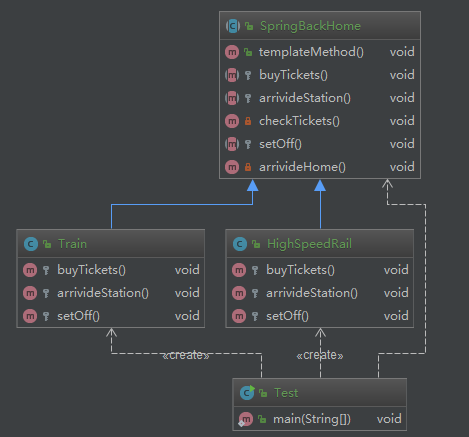 SpringBackHome
templateMethod() void
buyTickets() void
arrivideStation() void
checkTickets() void
setOff() void
arrivideHome() void
Train
buyTickets() void
arrivideStation() void
setOff() void
HighSpeedRail
buyTickets() void
arrivideStation() void
setOff() void
«create»
«create»
Test
main(String[]) void